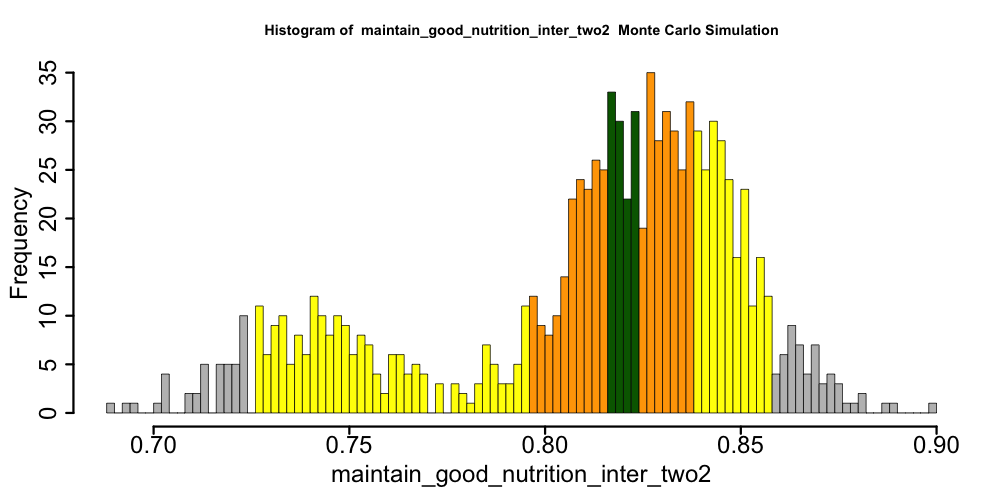 Histogram of  maintain_good_nutrition_inter_two2  Monte Carlo Simulation
Frequency
35
30
25
20
15
10
5
0
0.70 0.75 0.80 0.85 0.90
maintain_good_nutrition_inter_two2